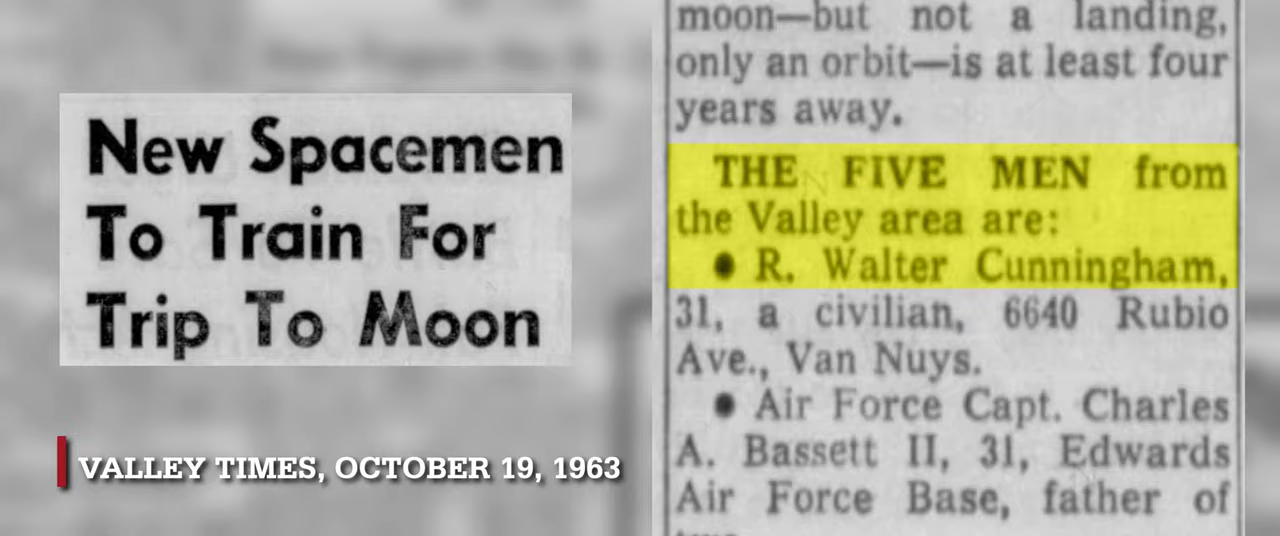 New Spacemen
To Train For
Trip To Moon
VALLEY TIMES, OCTOBER 19, 1963
moon—but not a landing,
only an orbit—is at least four
years away.
THE FIVE MEN from
the Valley area are:
● R. Walter Cunningham,
31, a civilian, 6640 Rubio
Ave., Van Nuys.
● Air Force Capt. Charles
A. Bassett II, 31, Edwards
Air Force Base, father of